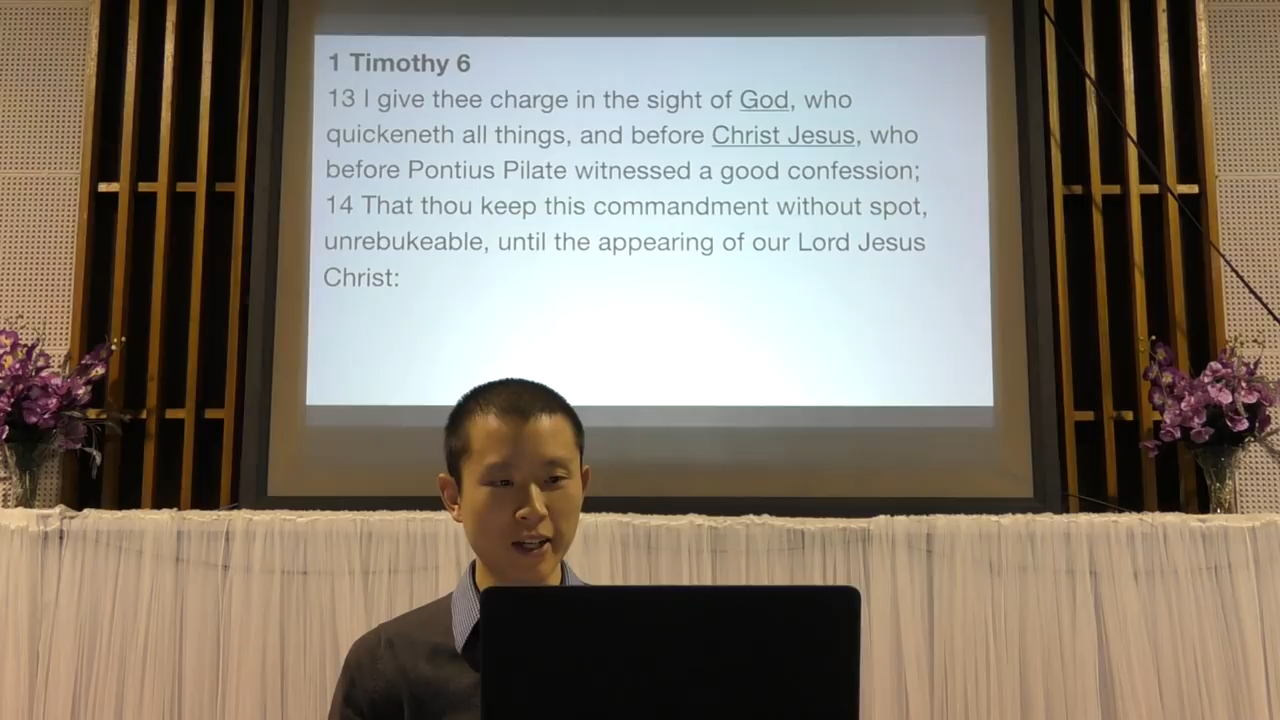 1 Timothy 6
13 I give thee charge in the sight of God, who
quickeneth all things, and before Christ Jesus, who
before Pontius Pilate witnessed a good confession;
14 That thou keep this commandment without spot,
unrebukeable, until the appearing of our Lord Jesus
Christ: